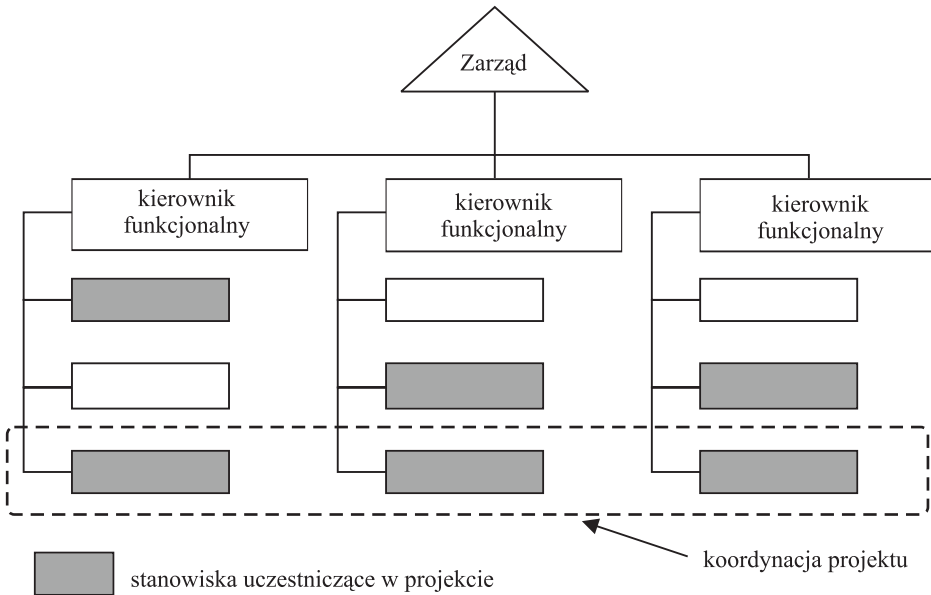 Zarząd
kierownik
funkcjonalny
kierownik
funkcjonalny
kierownik
funkcjonalny
koordynacja projektu
stanowiska uczestniczące w projekcie